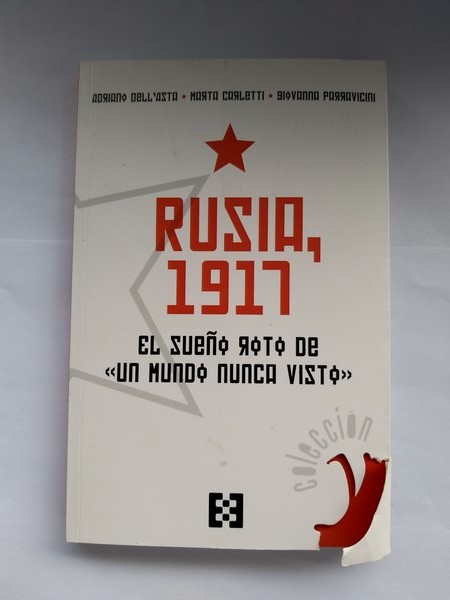 ADRIANO DELL'ASTA ★ MARTA CARLETTI ★ GIOVANNA PARRAVICINI
RUSIA,
1917
EL SUEÑO ROTO DE
«UN MUNDO NUNCA VISTO»
colección